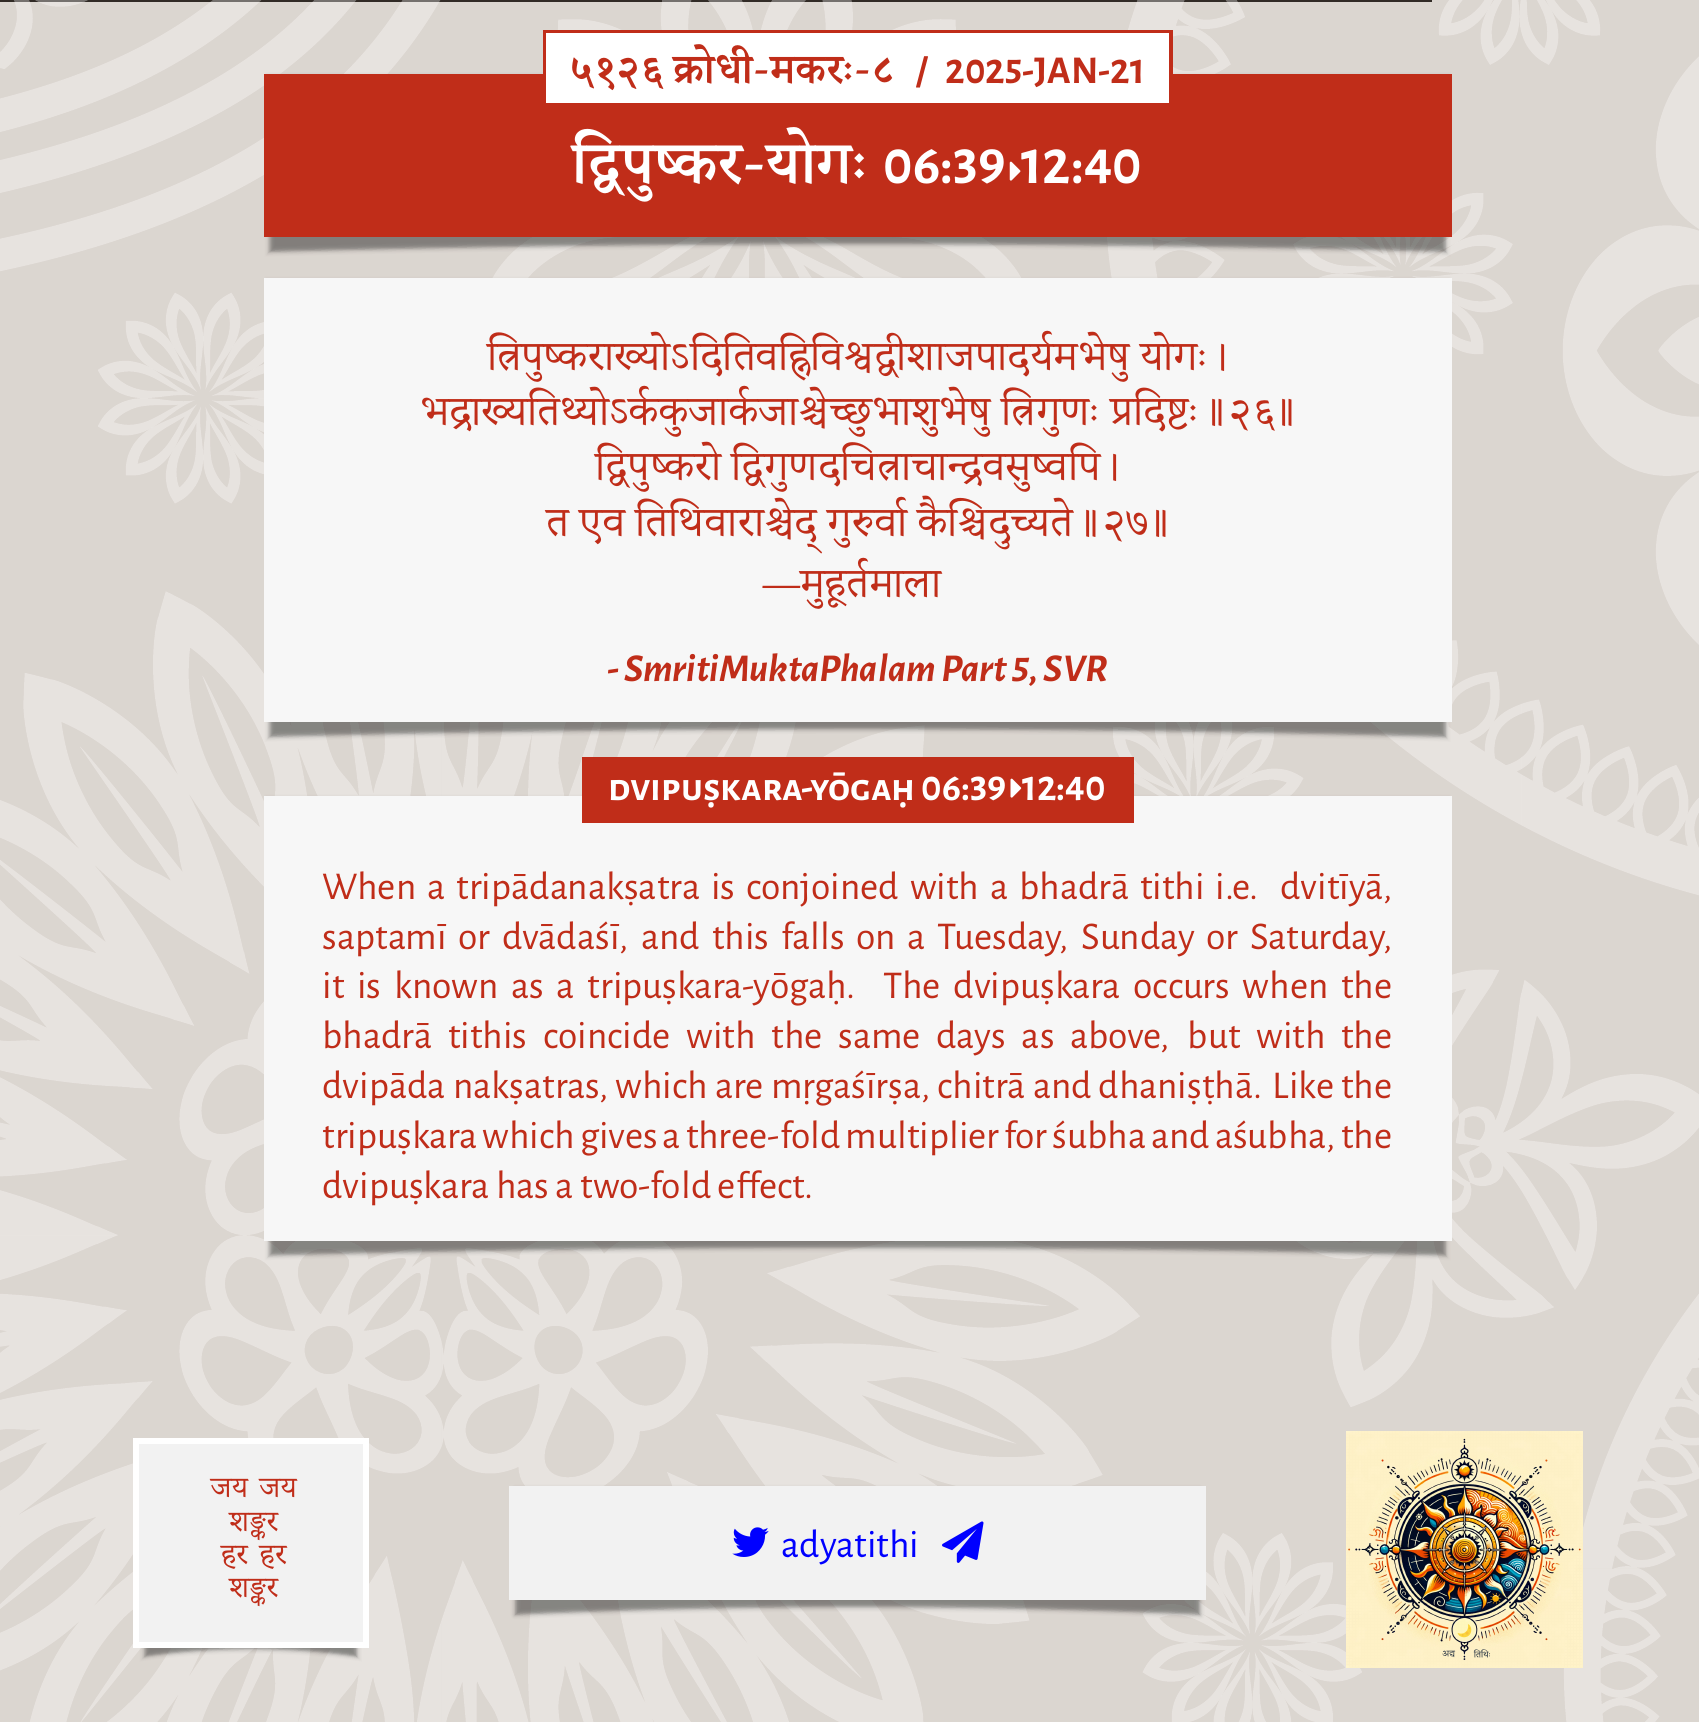 ५१२६ क्रोधी-मकरः-८ / 2025-JAN-21
द्विपुष्कर-योगः 06:39▸12:40
त्रिपुष्कराख्योऽदितिवह्निविश्वद्वीशाजपादर्यमभेषु योगः।
भद्राख्यतिथ्योऽर्ककुजार्कजाश्चेच्छुभाशुभेषु त्रिगुणः प्रदिष्टः॥२६॥
द्विपुष्करो द्विगुणदचित्राचान्द्रवसुष्वपि।
त एव तिथिवाराश्चेद् गुरुर्वा कैश्चिदुच्यते॥२७॥
—मुहूर्तमाला
- SmritiMuktaPhalam Part 5, SVR
DVIPUṢKARA-YŌGAḤ 06:39▸12:40
When a tripādanakṣatra is conjoined with a bhadrā tithi i.e. dvitīyā,
saptamī or dvādaśī, and this falls on a Tuesday, Sunday or Saturday,
it is known as a tripuṣkara-yōgaḥ. The dvipuṣkara occurs when the
bhadrā tithis coincide with the same days as above, but with the
dvipāda nakṣatras, which are mṛgaśīrṣa, chitrā and dhaniṣṭhā. Like the
tripuṣkara which gives a three-fold multiplier for śubha and aśubha, the
dvipuṣkara has a two-fold effect.
जय जय
शङ्कर
हर हर
शङ्कर
adyatithi
अद्य तिथिः